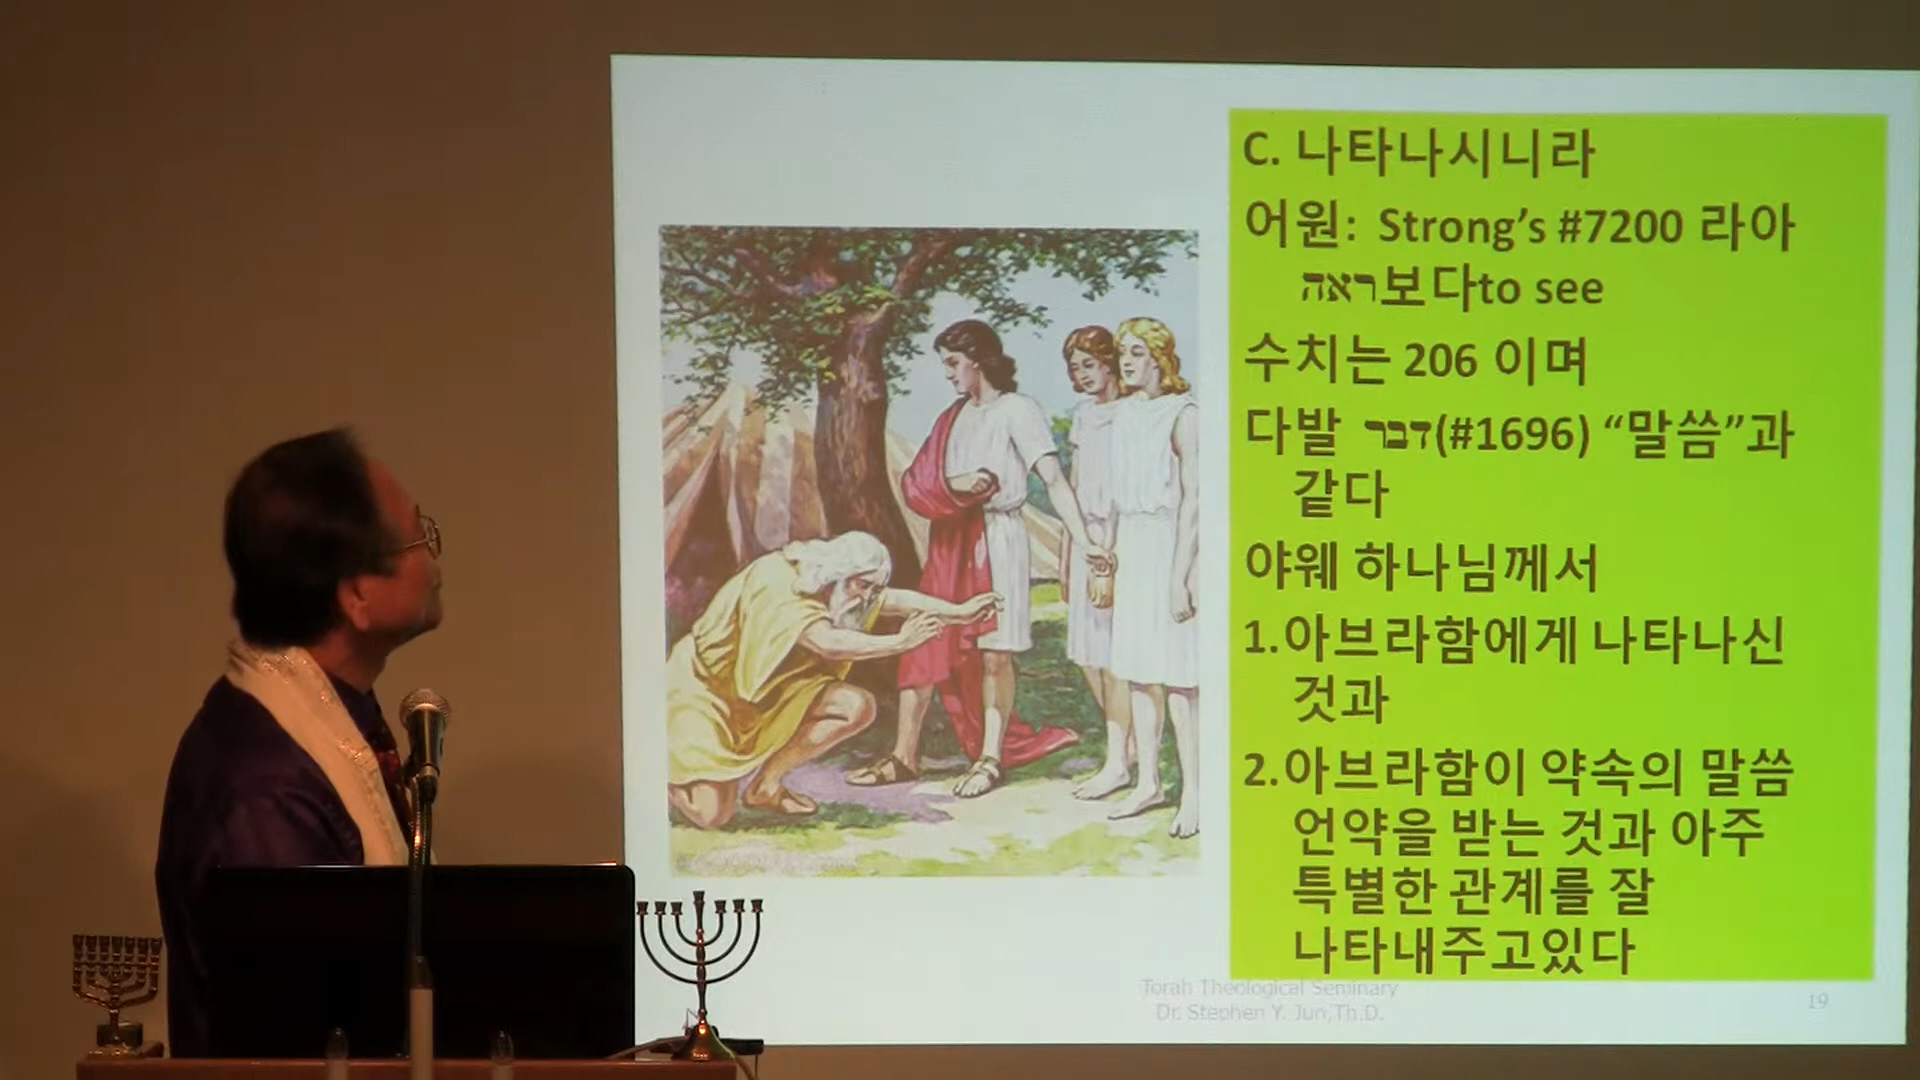 C. 나타나시니라
어원: Strong’s #7200 라아
ראה보다to see
수치는 206 이며
다발 דבר(#1696) “말씀”과
같다
야웨 하나님께서
1.아브라함에게 나타나신
것과
2.아브라함이 약속의 말씀
언약을 받는 것과 아주
특별한 관계를 잘
나타내주고있다
Torah Theological Seminary
Dr. Stephen Y. Jun,Th.D.
19